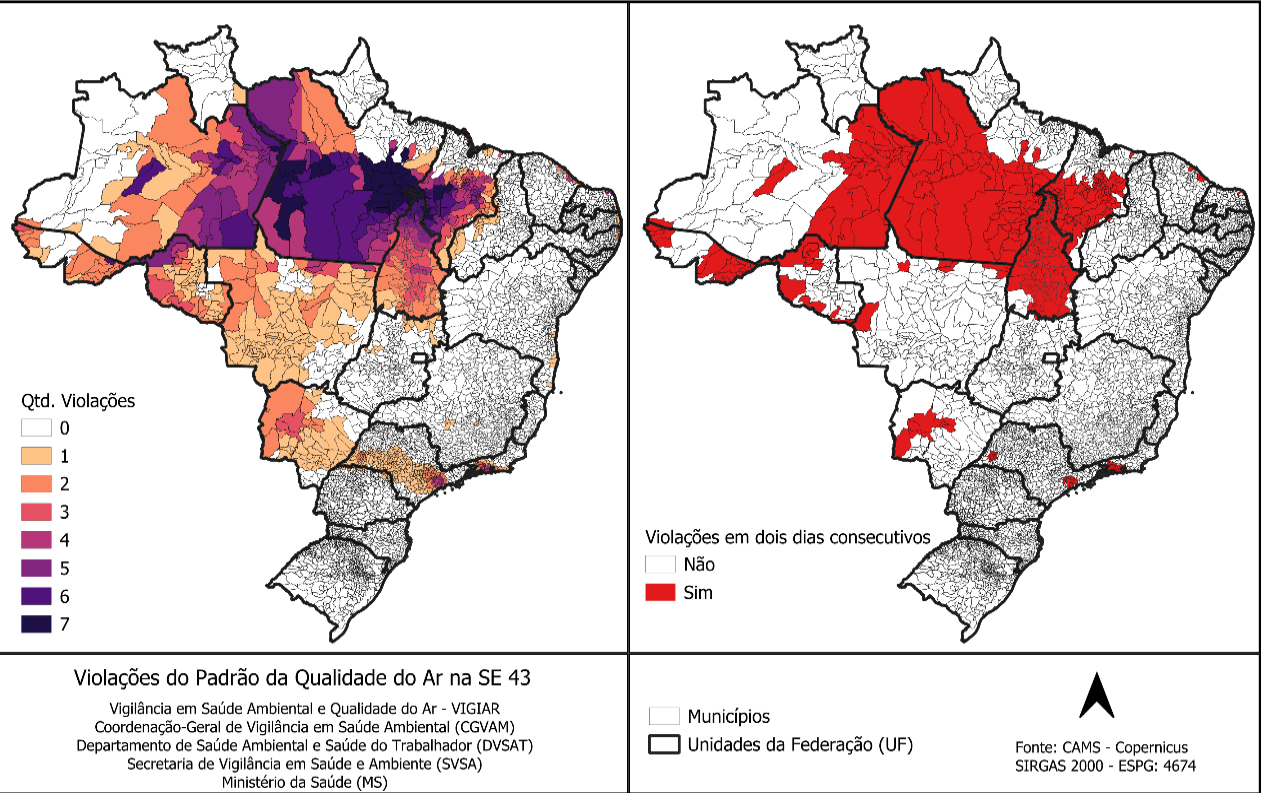 Qtd. Violações
0
1
2
3
4
5
6
7
Violações em dois dias consecutivos
Não
Sim
Violações do Padrão da Qualidade do Ar na SE 43
Vigilância em Saúde Ambiental e Qualidade do Ar - VIGIAR
Coordenação-Geral de Vigilância em Saúde Ambiental (CGVAM)
Departamento de Saúde Ambiental e Saúde do Trabalhador (DVSAT)
Secretaria de Vigilância em Saúde e Ambiente (SVSA)
Ministério da Saúde (MS)
Municípios
Unidades da Federação (UF)
Fonte: CAMS - Copernicus
SIRGAS 2000 - ESPG: 4674